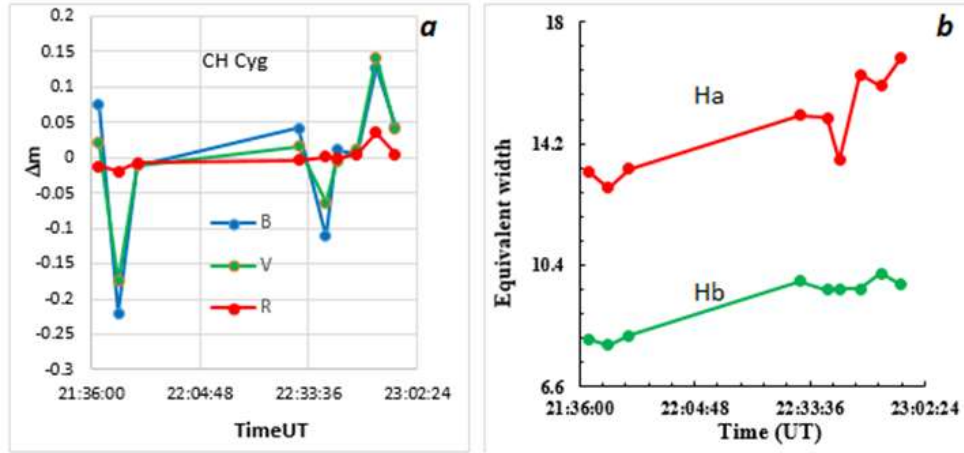 a
CH Cyg
0.2
0.15
0.1
0.05
0
-0.05
-0.1
-0.15
-0.2
-0.25
-0.3
Δm
B
V
R
21:36:00 22:04:48 22:33:36 23:02:24
TimeUT
b
18
14.2
10.4
6.6
Equivalent width
Ha
Hb
21:36:00 22:04:48 22:33:36 23:02:24
Time (UT)